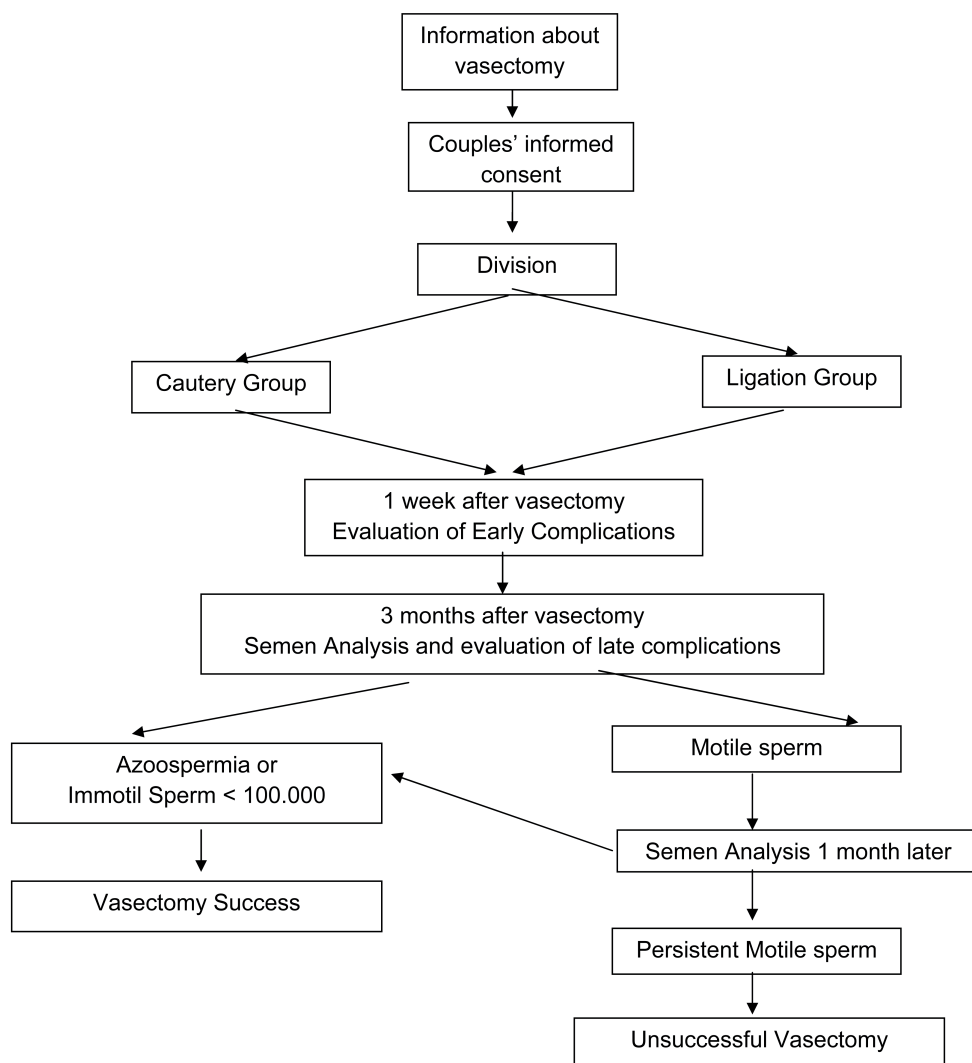 Information about
vasectomy
Couples’ informed
consent
Division
Cautery Group
Ligation Group
1 week after vasectomy
Evaluation of Early Complications
3 months after vasectomy
Semen Analysis and evaluation of late complications
Azoospermia or
Immotil Sperm < 100.000
Motile sperm
Semen Analysis 1 month later
Vasectomy Success
Persistent Motile sperm
Unsuccessful Vasectomy